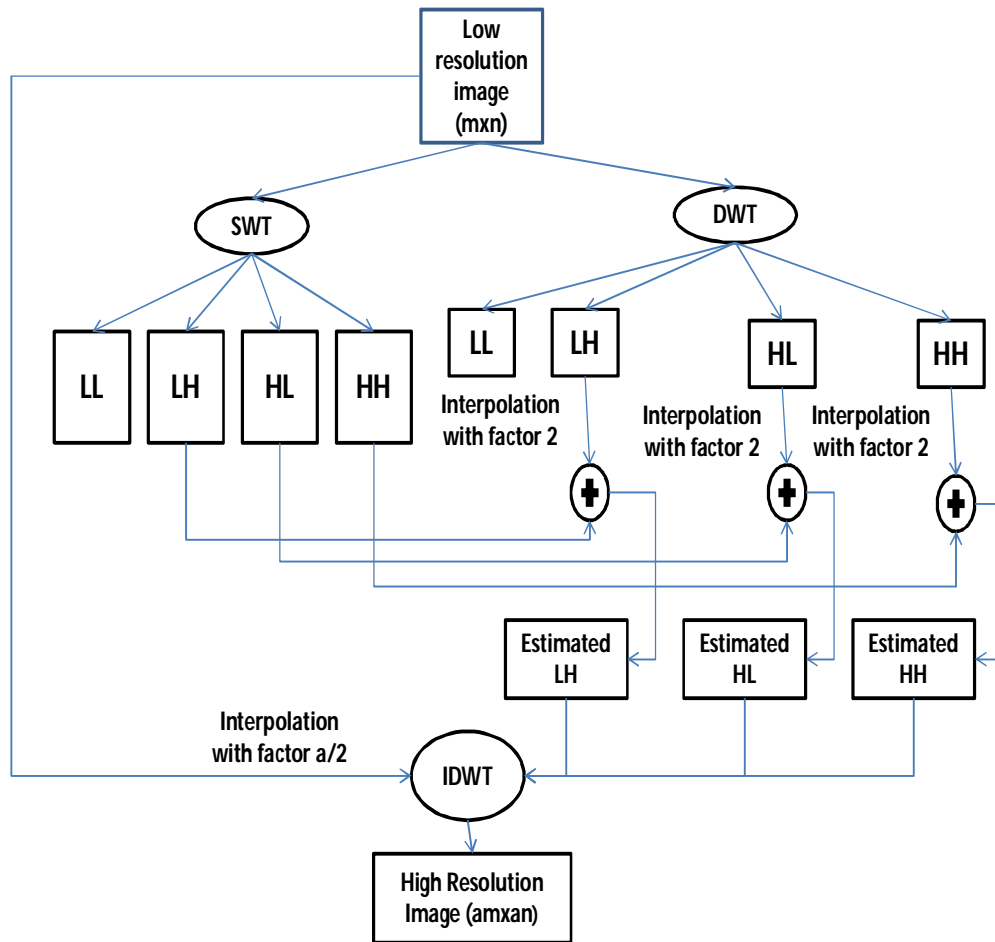 Low
resolution
image
(mxn)
SWT
DWT
LL
LH
HL
HH
LL
LH
HL
HH
Interpolation
with factor 2
Interpolation
with factor 2
Interpolation
with factor 2
Estimated
LH
Estimated
HL
Estimated
HH
Interpolation
with factor a/2
IDWT
High Resolution
Image (amxan)